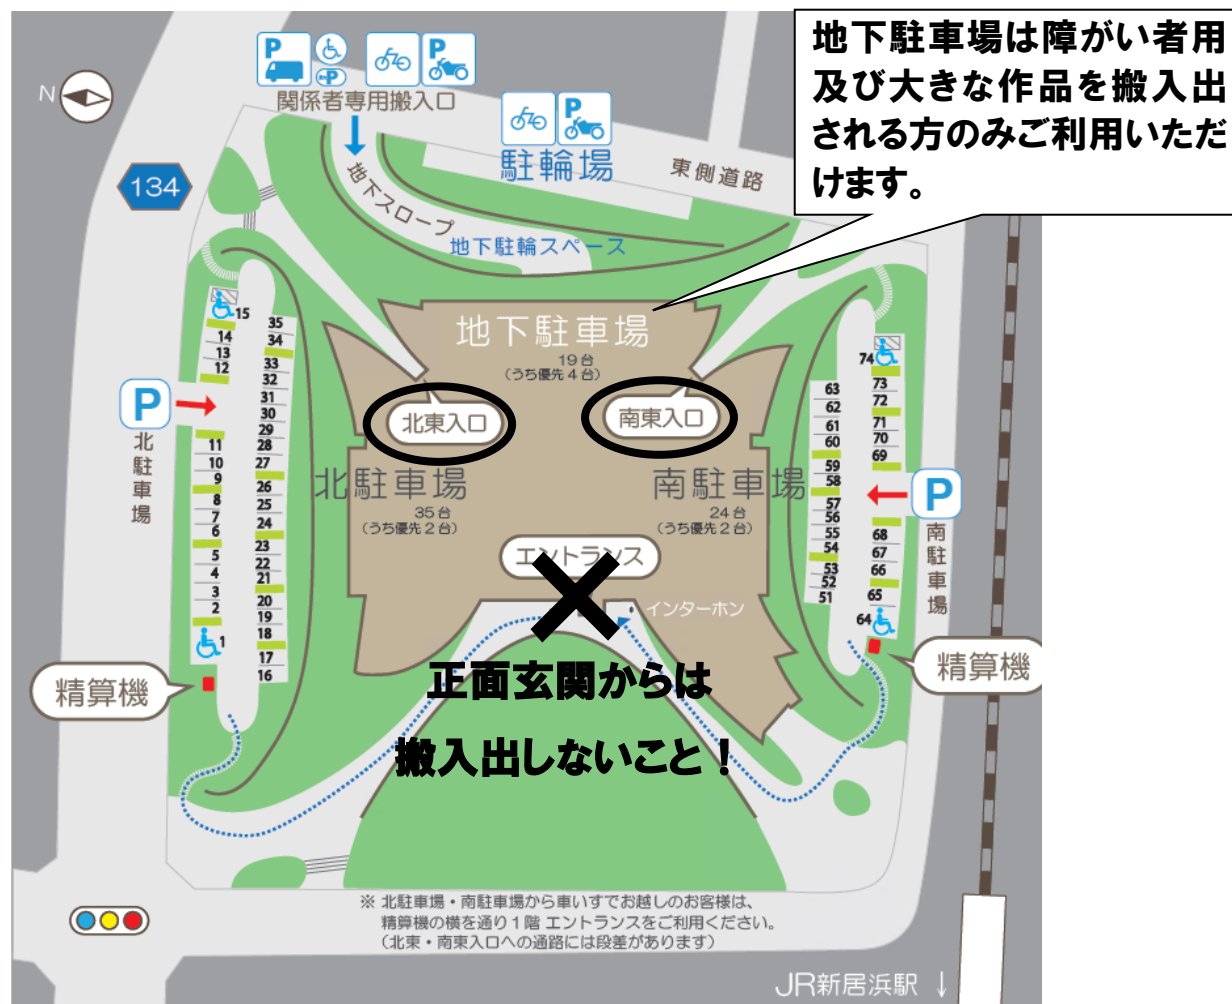 地下駐車場は障がい者用
及び大きな作品を搬入出
される方のみご利用いただ
けます。
N
P
P
P
関係者専用搬入口
P
駐輪場
東側道路
134
地下スロープ
地下駐輪スペース
地下駐車場
19台
(うち優先4台)
北東入口
南東入口
P
北駐車場
北駐車場
35台
(うち優先2台)
南駐車場
24台
(うち優先2台)
P
南駐車場
エントランス
インターホン
15
14
13
12
11
10
9
8
7
6
5
4
3
2
1
35
34
33
32
31
30
29
28
27
26
25
24
23
22
21
20
19
18
17
16
63
62
61
60
59
58
57
56
55
54
53
52
51
74
73
72
71
70
69
68
67
66
65
64
精算機
精算機
正面玄関からは
搬入出しないこと!
※ 北駐車場・南駐車場から車いすでお越しのお客様は、
精算機の横を通り1階 エントランスをご利用ください。
(北東・南東入口への通路には段差があります)
JR新居浜駅 ↓